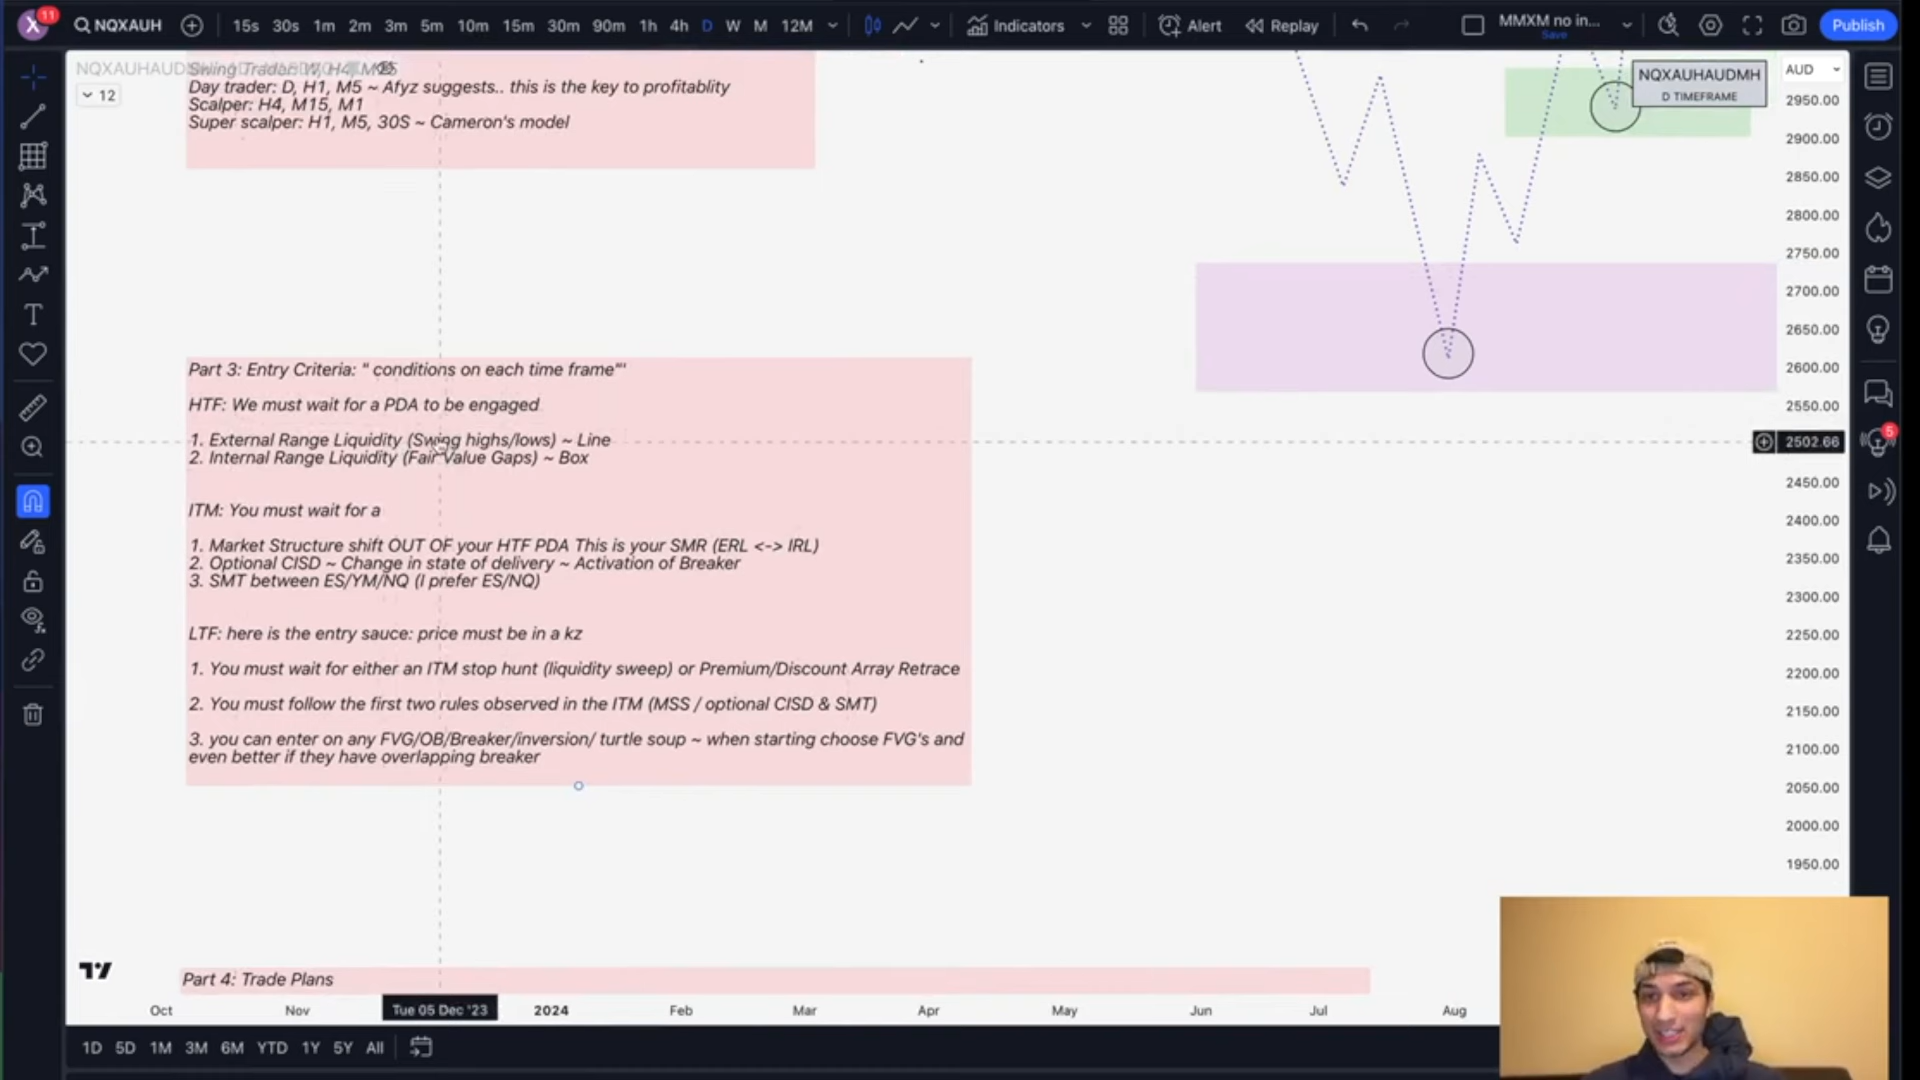 X
11
NQXAUH
15s 30s 1m 2m 3m 5m 10m 15m 30m 90m 1h 4h D W M 12M
Indicators
Alert
Replay
MMXM no in...
Save
Publish
NQXAUHAUD
Swing Trader: W, H4, M15
12
Day trader: D, H1, M5 ~ Afyz suggests.. this is the key to profitablity
Scalper: H4, M15, M1
Super scalper: H1, M5, 30S ~ Cameron's model
NQXAUHAUDMH
D TIMEFRAME
AUD
2950.00
2900.00
2850.00
2800.00
2750.00
2700.00
2650.00
2600.00
2550.00
2502.66
2450.00
2400.00
2350.00
2300.00
2250.00
2200.00
2150.00
2100.00
2050.00
2000.00
1950.00
5
Part 3: Entry Criteria: " conditions on each time frame"'
HTF: We must wait for a PDA to be engaged
1. External Range Liquidity (Swing highs/lows) ~ Line
2. Internal Range Liquidity (Fair Value Gaps) ~ Box
ITM: You must wait for a
1. Market Structure shift OUT OF your HTF PDA This is your SMR (ERL <-> IRL)
2. Optional CISD ~ Change in state of delivery ~ Activation of Breaker
3. SMT between ES/YM/NQ (I prefer ES/NQ)
LTF: here is the entry sauce: price must be in a kz
1. You must wait for either an ITM stop hunt (liquidity sweep) or Premium/Discount Array Retrace
2. You must follow the first two rules observed in the ITM (MSS / optional CISD & SMT)
3. you can enter on any FVG/OB/Breaker/inversion/ turtle soup ~ when starting choose FVG's and
even better if they have overlapping breaker
Part 4: Trade Plans
Oct Nov Tue 05 Dec '23 2024 Feb Mar Apr May Jun Jul Aug
1D 5D 1M 3M 6M YTD 1Y 5Y All